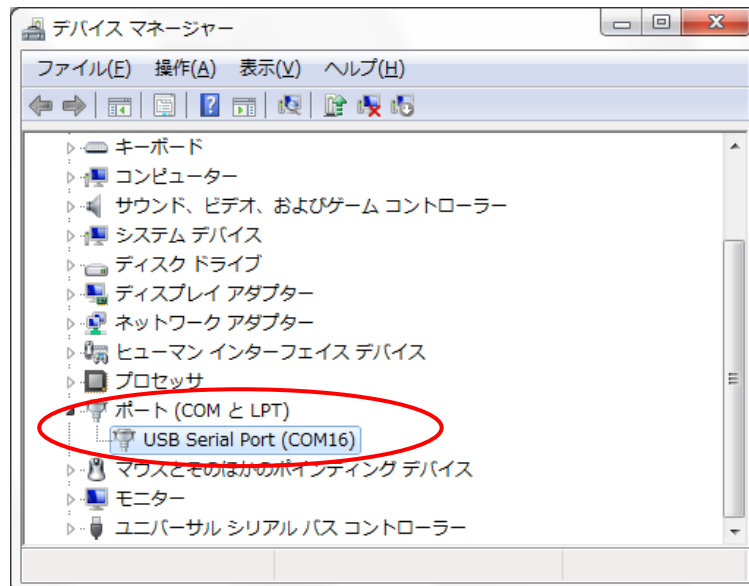 デバイス マネージャー
ファイル(F) 操作(A) 表示(V) ヘルプ(H)
キーボード
コンピューター
サウンド、ビデオ、およびゲーム コントローラー
システム デバイス
ディスク ドライブ
ディスプレイ アダプター
ネットワーク アダプター
ヒューマン インターフェイス デバイス
プロセッサ
ポート (COM と LPT)
USB Serial Port (COM16)
マウスとそのほかのポインティング デバイス
モニター
ユニバーサル シリアル バス コントローラー